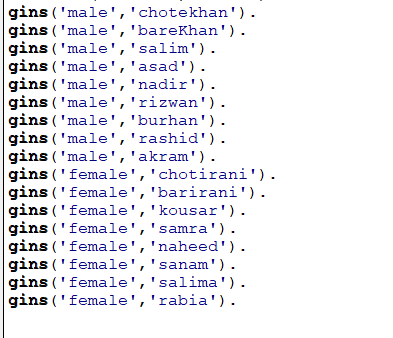 gins('male','chotekhan').
gins('male','bareKhan').
gins('male','salim').
gins('male','asad').
gins('male','nadir').
gins('male','rizwan').
gins('male','burhan').
gins('male','rashid').
gins('male','akram').
gins('female','chotirani').
gins('female','barirani').
gins('female','kousar').
gins('female','samra').
gins('female','naheed').
gins('female','sanam').
gins('female','salima').
gins('female','rabia').